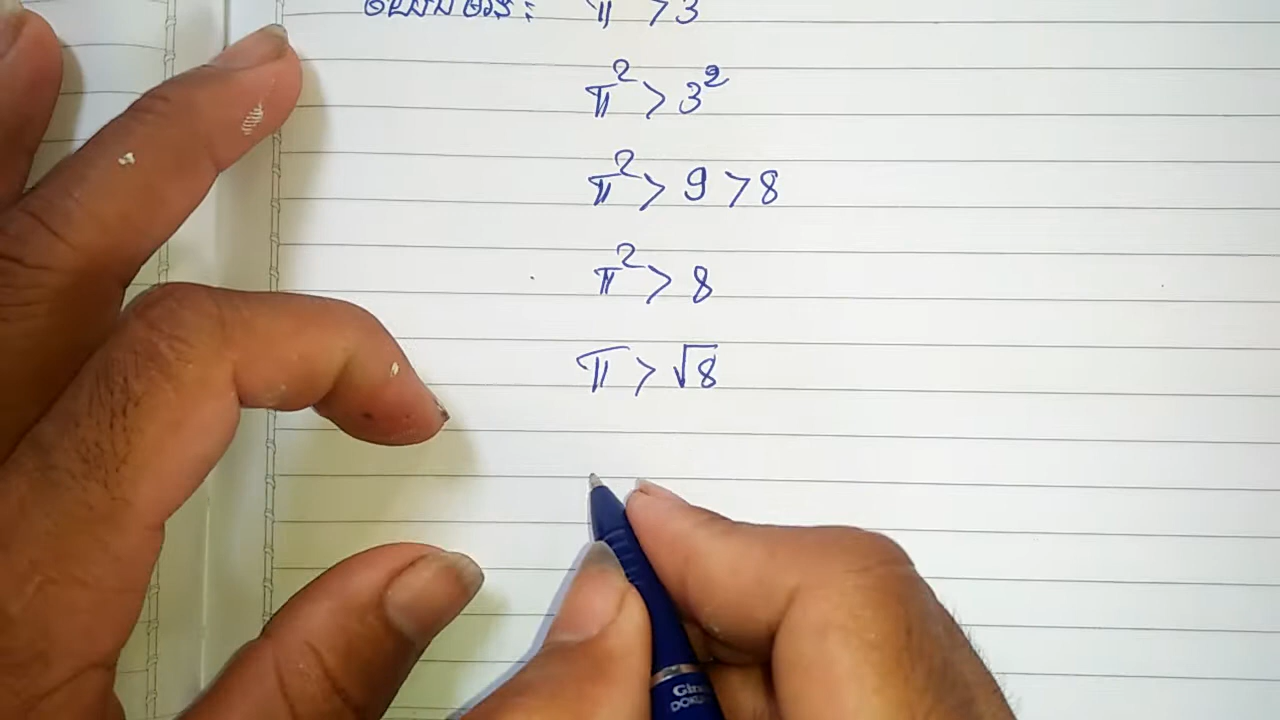 π > 3
π² > 3²
π² > 9 > 8
π² > 8
π > √8